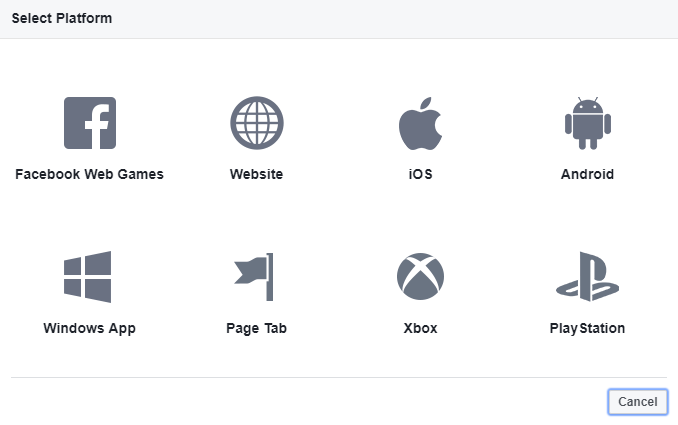 Select Platform
Facebook Web Games
Website
iOS
Android
Windows App
Page Tab
Xbox
PlayStation
Cancel